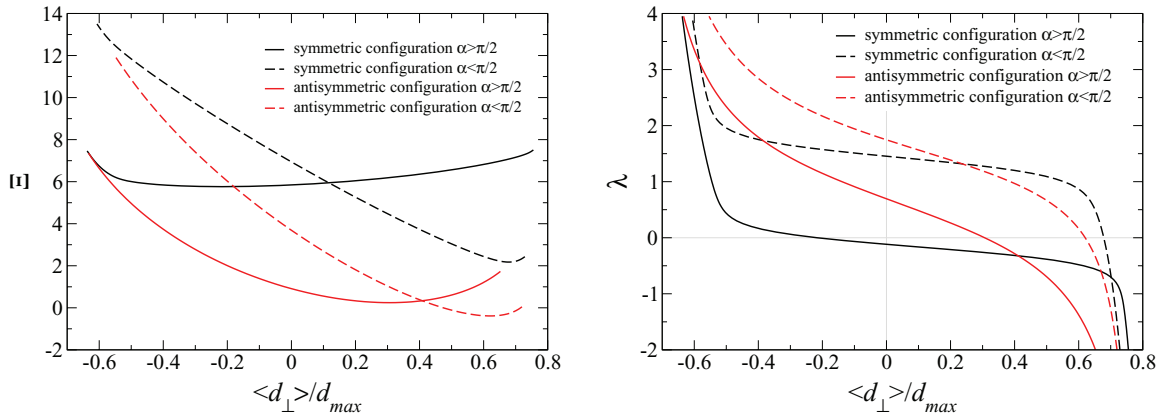 14
12
10
8
6
4
2
0
-2
Ξ
symmetric configuration α>π/2
symmetric configuration α<π/2
antisymmetric configuration α>π/2
antisymmetric configuration α<π/2
-0.6 -0.4 -0.2 0 0.2 0.4 0.6 0.8
<d⊥>/dmax
4
3
2
1
0
-1
-2
λ
symmetric configuration α>π/2
symmetric configuration α<π/2
antisymmetric configuration α>π/2
antisymmetric configuration α<π/2
-0.6 -0.4 -0.2 0 0.2 0.4 0.6 0.8
<d⊥>/dmax